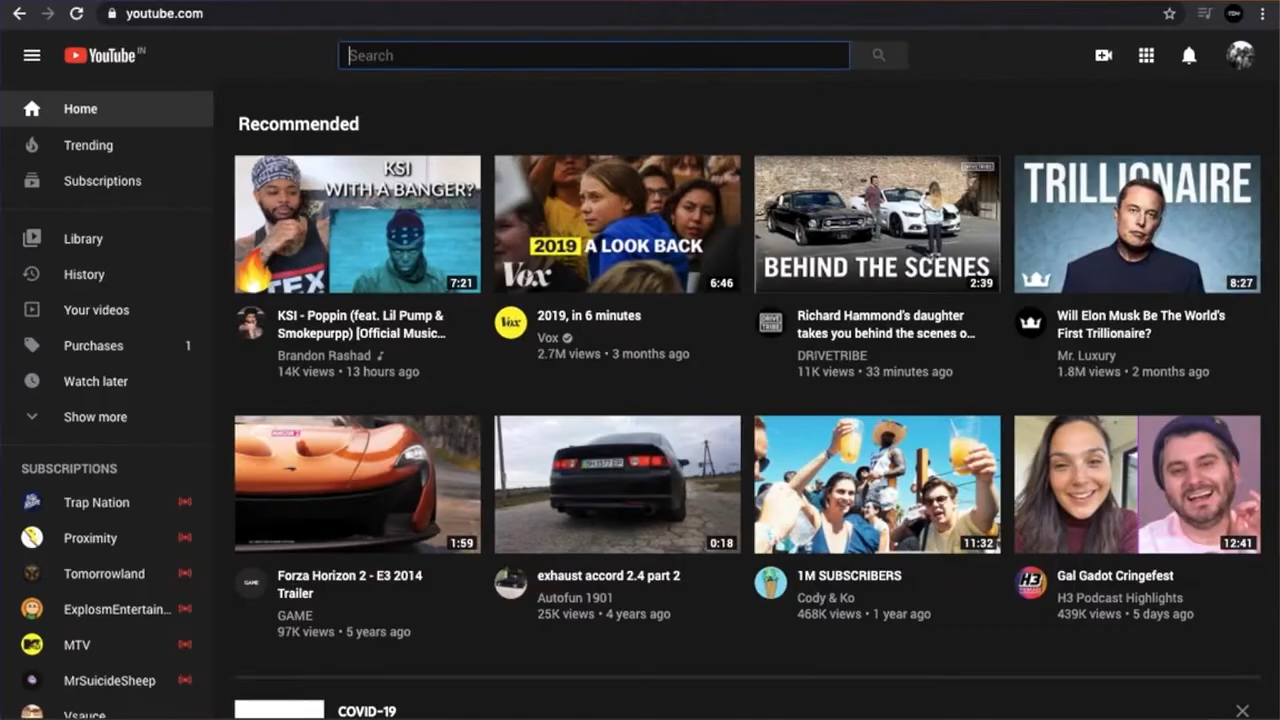 youtube.com
YouTube IN
Search
Home
Trending
Subscriptions
Library
History
Your videos
Purchases 1
Watch later
Show more
SUBSCRIPTIONS
Trap Nation
Proximity
Tomorrowland
ExplosmEntertain...
MTV
MrSuicideSheep
Vsauce
Recommended
KSI
WITH A BANGER?
7:21
KSI - Poppin (feat. Lil Pump &
Smokepurpp) [Official Music...
Brandon Rashad
14K views • 13 hours ago
2019 A LOOK BACK
Vox
6:46
Vox
2019, in 6 minutes
Vox
2.7M views • 3 months ago
DRIVETRIBE
BEHIND THE SCENES
2:39
DRIVE
TRIBE
Richard Hammond's daughter
takes you behind the scenes o...
DRIVETRIBE
11K views • 33 minutes ago
TRILLIONAIRE
8:27
Will Elon Musk Be The World's
First Trillionaire?
Mr. Luxury
1.8M views • 2 months ago
1:59
GAME
Forza Horizon 2 - E3 2014
Trailer
GAME
97K views • 5 years ago
0:18
exhaust accord 2.4 part 2
Autofun 1901
25K views • 4 years ago
11:32
1M SUBSCRIBERS
Cody & Ko
468K views • 1 year ago
12:41
H3
Gal Gadot Cringefest
H3 Podcast Highlights
439K views • 5 days ago
COVID-19